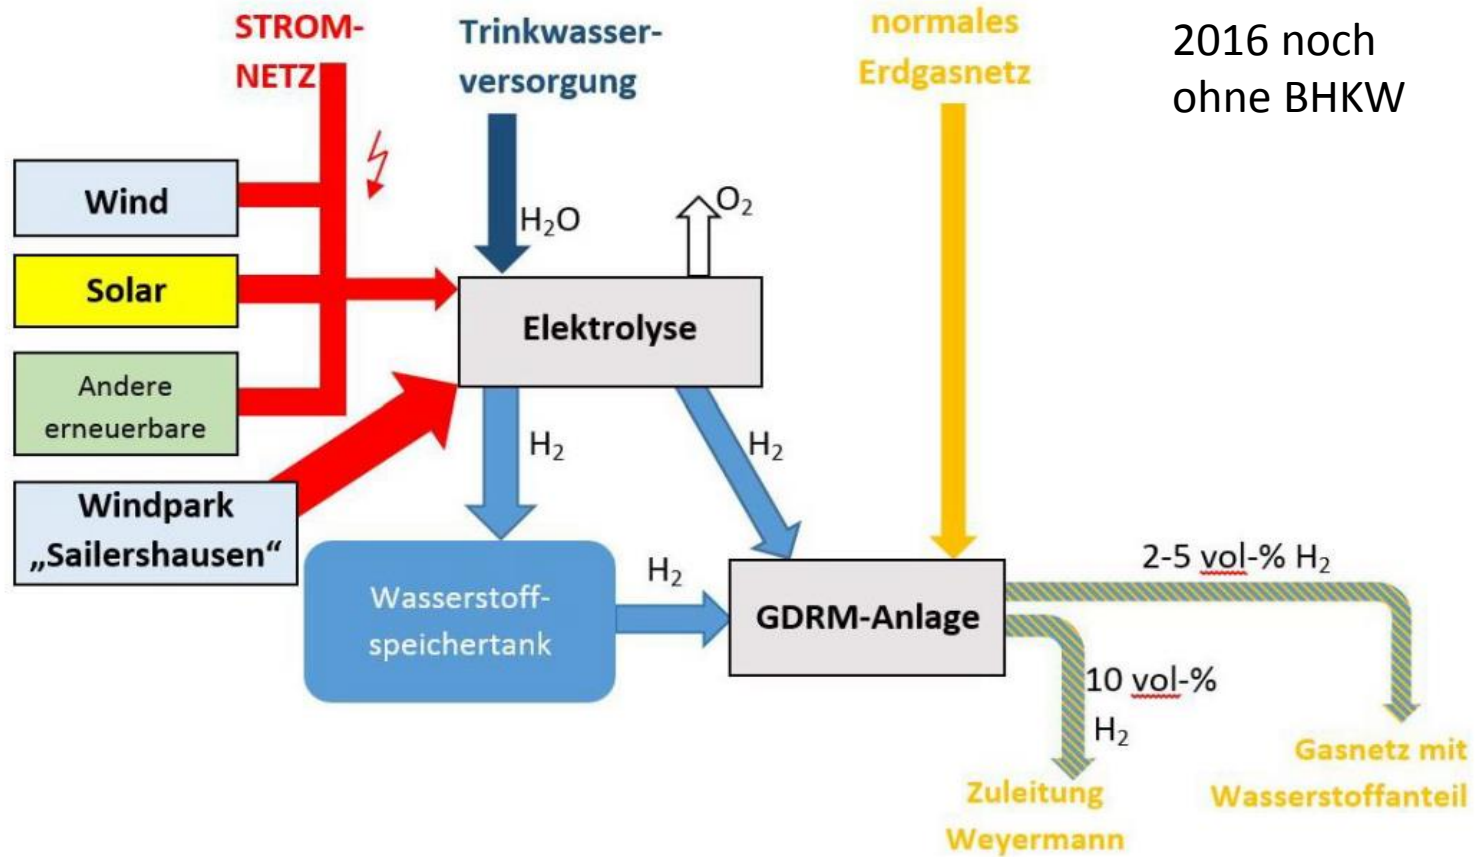 STROM-
NETZ
Trinkwasser-
versorgung
normales
Erdgasnetz
2016 noch
ohne BHKW
Wind
Solar
Andere
erneuerbare
Windpark
„Sailershausen“
H₂O
O₂
Elektrolyse
H₂
H₂
Wasserstoff-
speichertank
H₂
GDRM-Anlage
2-5 vol-% H₂
10 vol-%
H₂
Zuleitung
Weyermann
Gasnetz mit
Wasserstoffanteil